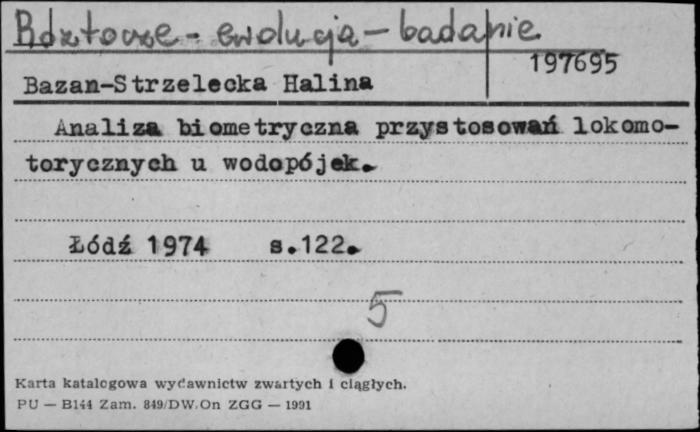 Roztocze - ewolucja - badanie
197695
Bazan-Strzelecka Halina
Analiza biometryczna przystosowań lokomo-
torycznych u wodopójek.
Łódź 1974 s.122.
5
Karta katalogowa wydawnictw zwartych i ciągłych.
PU — B144 Zam. 849/DW.On ZGG — 1991